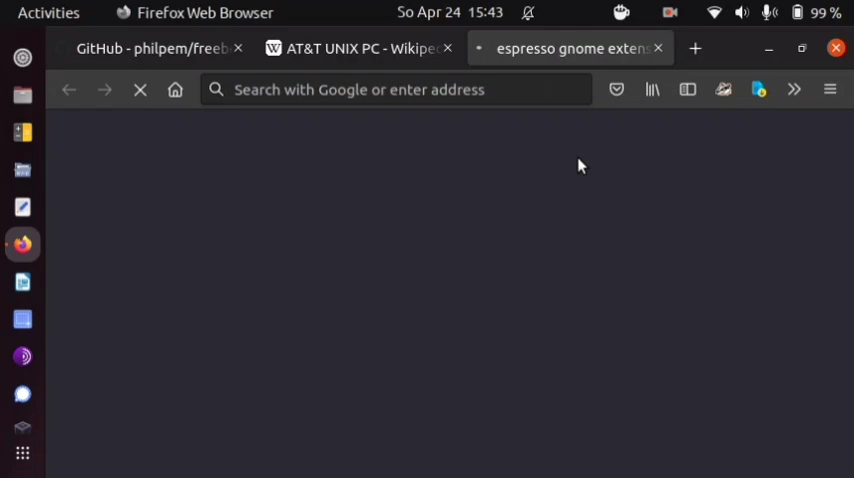 Activities Firefox Web Browser So Apr 24 15:43 99 %
GitHub - philpem/freeb AT&T UNIX PC - Wikiped espresso gnome extens
Search with Google or enter address